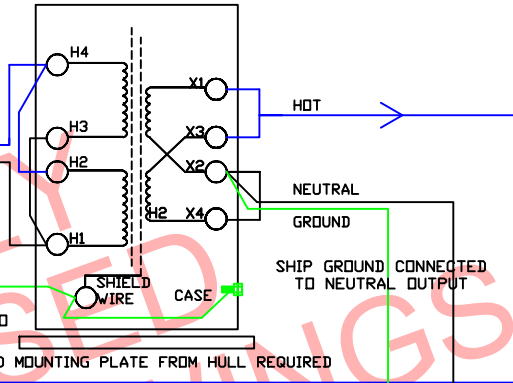 H4
X1
HOT
H3
X3
H2
X2
NEUTRAL
H2
X4
GROUND
H1
SHIP GROUND CONNECTED
TO NEUTRAL OUTPUT
SHIELD
WIRE
CASE
MOUNTING PLATE FROM HULL REQUIRED